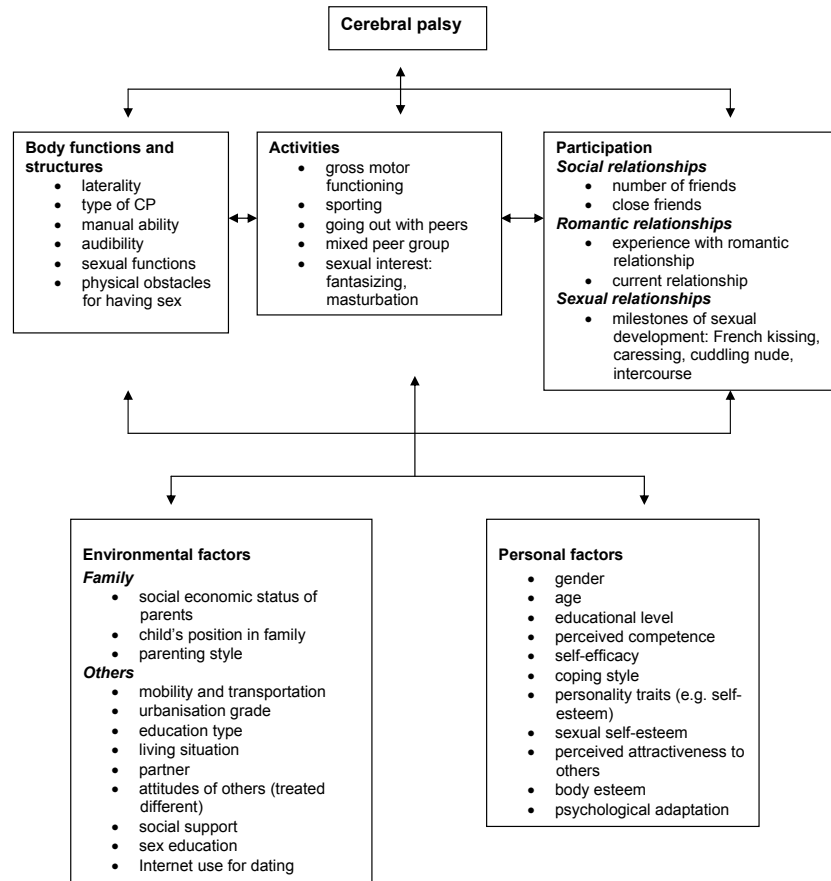 Cerebral palsy
Body functions and
structures
• laterality
• type of CP
• manual ability
• audibility
• sexual functions
• physical obstacles
for having sex
Activities
• gross motor
functioning
• sporting
• going out with peers
• mixed peer group
• sexual interest:
fantasizing,
masturbation
Participation
Social relationships
• number of friends
• close friends
Romantic relationships
• experience with romantic
relationship
• current relationship
Sexual relationships
• milestones of sexual
development: French kissing,
caressing, cuddling nude,
intercourse
Environmental factors
Family
• social economic status of
parents
• child's position in family
• parenting style
Others
• mobility and transportation
• urbanisation grade
• education type
• living situation
• partner
• attitudes of others (treated
different)
• social support
• sex education
• Internet use for dating
Personal factors
• gender
• age
• educational level
• perceived competence
• self-efficacy
• coping style
• personality traits (e.g. self-
esteem)
• sexual self-esteem
• perceived attractiveness to
others
• body esteem
• psychological adaptation